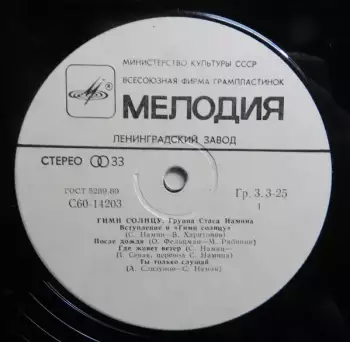 МИНИСТЕРСТВО КУЛЬТУРЫ СССР
ВСЕСОЮЗНАЯ ФИРМА ГРАМПЛАСТИНОК
МЕЛОДИЯ
ЛЕНИНГРАДСКИЙ ЗАВОД
СТЕРЕО 33
ГОСТ 5289-80
С60-14203
Гр. 3. 3-25
1
ГИМН СОЛНЦУ. Группа Стаса Намина
Вступление и «Гимн солнцу»
(С. Намин—В. Харитонов)
После дождя (О. Фельцман—М. Рябинин)
Где живет ветер (С. Намин—
П. Севак, перевод С. Намина)
Ты только слушай
(А. Слизунов—С. Намин)